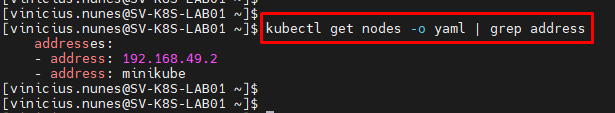 [vinicius.nunes@SV-K8S-LAB01 ~]$
[vinicius.nunes@SV-K8S-LAB01 ~]$ kubectl get nodes -o yaml | grep address
    addresses:
    - address: 192.168.49.2
    - address: minikube
[vinicius.nunes@SV-K8S-LAB01 ~]$
[vinicius.nunes@SV-K8S-LAB01 ~]$